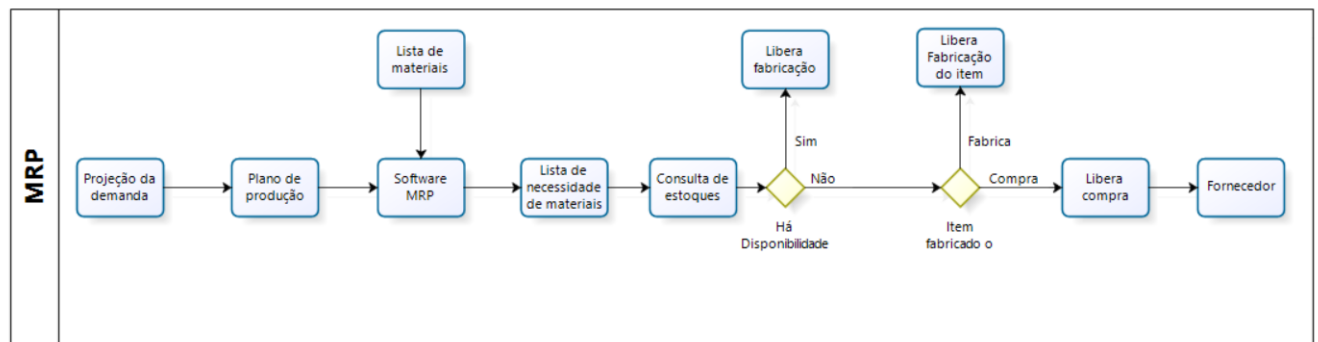 MRP
Projeção da
demanda
Plano de
produção
Lista de
materiais
Software
MRP
Lista de
necessidade
de materiais
Consulta de
estoques
Libera
fabricação
Sim
Não
Há
Disponibilidade
Libera
Fabricação
do item
Fabrica
Compra
Item
fabricado o
Libera
compra
Fornecedor